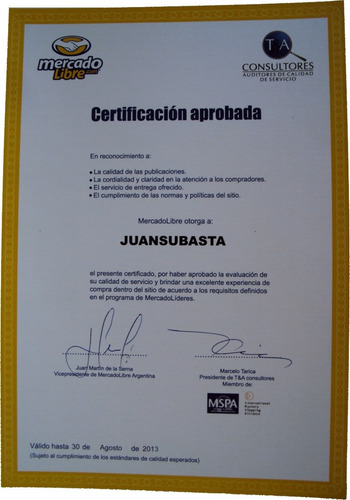 mercado
libre.com
T A
CONSULTORES
AUDITORES DE CALIDAD
DE SERVICIO
Certificación aprobada
En reconocimiento a:
• La calidad de las publicaciones.
• La cordialidad y claridad en la atención a los compradores.
• El servicio de entrega ofrecido.
• El cumplimiento de las normas y políticas del sitio.
MercadoLibre otorga a:
JUANSUBASTA
el presente certificado, por haber aprobado la evaluación de
su calidad de servicio y brindar una excelente experiencia de
compra dentro del sitio de acuerdo a los requisitos definidos
en el programa de MercadoLíderes.
Juan Martín de la Serna
Vicepresidente de MercadoLibre Argentina
Marcelo Tarica
Presidente de T&A consultores
Miembro de:
MSPA
International
Mystery
Shopping
Alliance
Válido hasta 30 de Agosto de 2013
(Sujeto al cumplimiento de los estándares de calidad esperados)